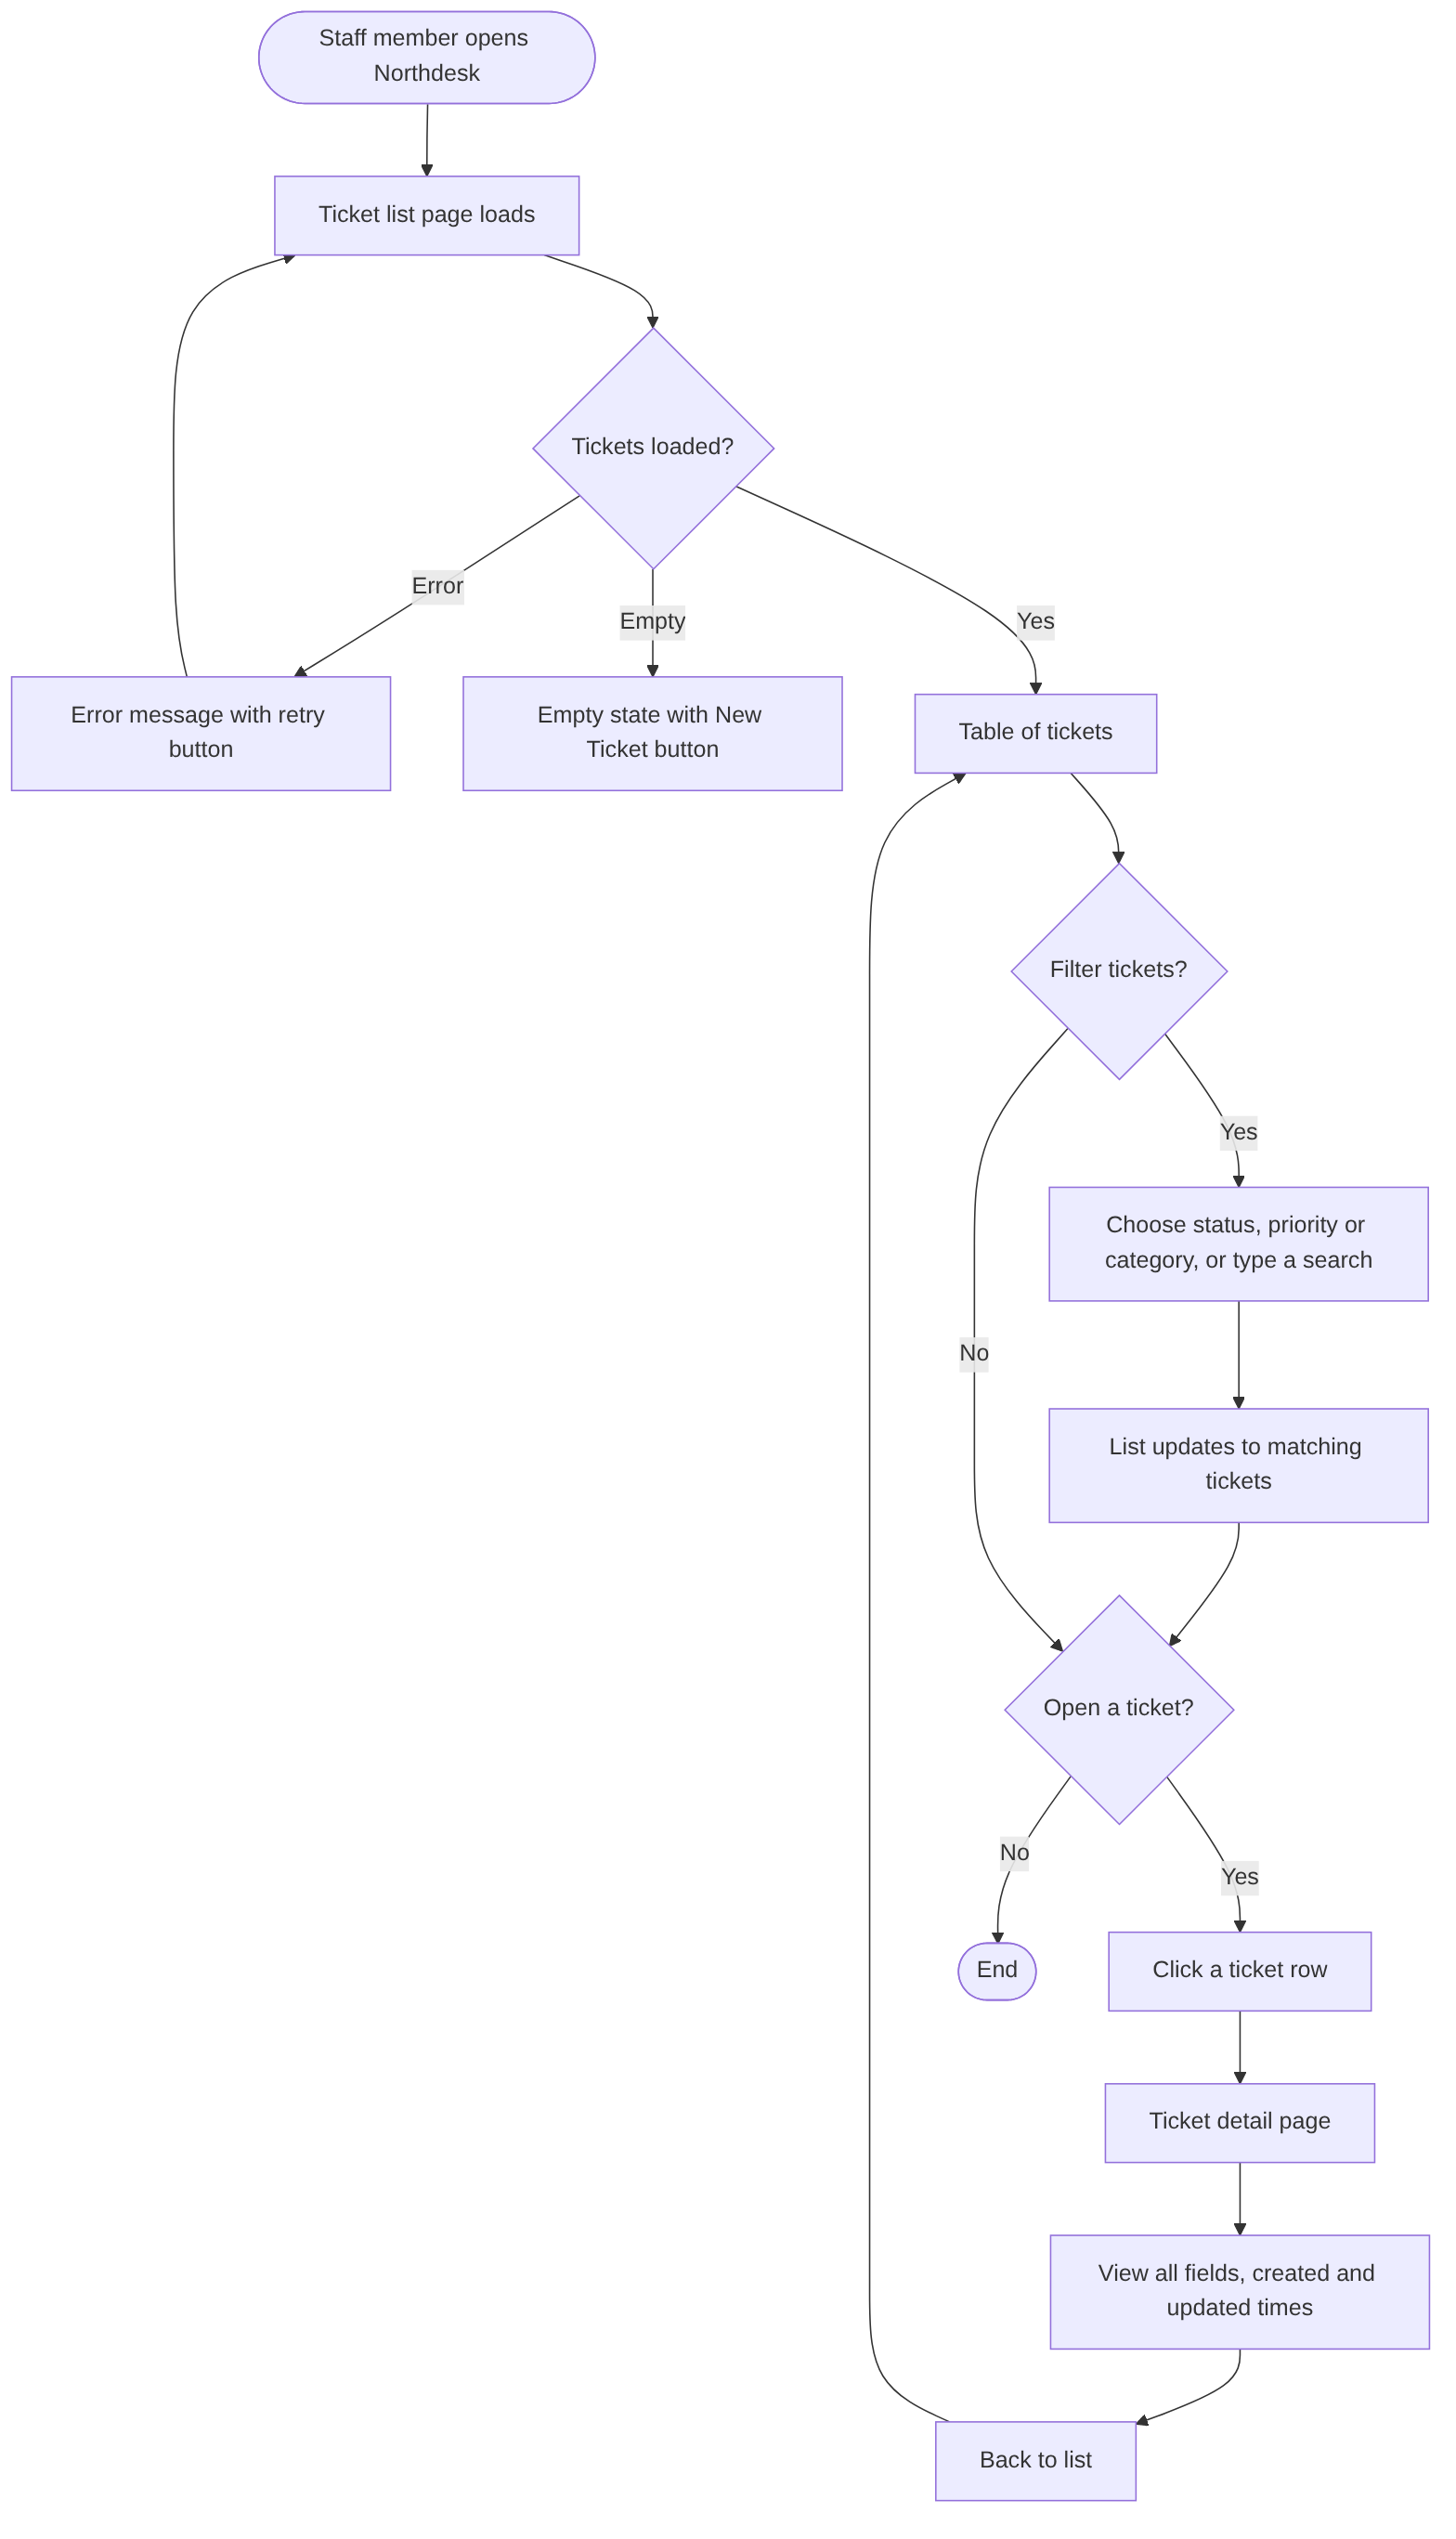 Staff member opens
Northdesk
Ticket list page loads
Tickets loaded?
Error
Empty
Yes
Error message with retry
button
Empty state with New
Ticket button
Table of tickets
Filter tickets?
Yes
Choose status, priority or
category, or type a search
No
List updates to matching
tickets
Open a ticket?
No
Yes
End
Click a ticket row
Ticket detail page
View all fields, created and
updated times
Back to list